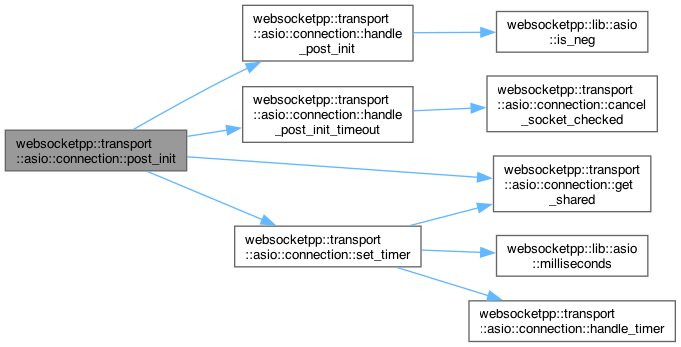 websocketpp::transport
::asio::connection::post_init
websocketpp::transport
::asio::connection::handle
_post_init
websocketpp::lib::asio
::is_neg
websocketpp::transport
::asio::connection::handle
_post_init_timeout
websocketpp::transport
::asio::connection::cancel
_socket_checked
websocketpp::transport
::asio::connection::get
_shared
websocketpp::transport
::asio::connection::set_timer
websocketpp::lib::asio
::milliseconds
websocketpp::transport
::asio::connection::handle_timer